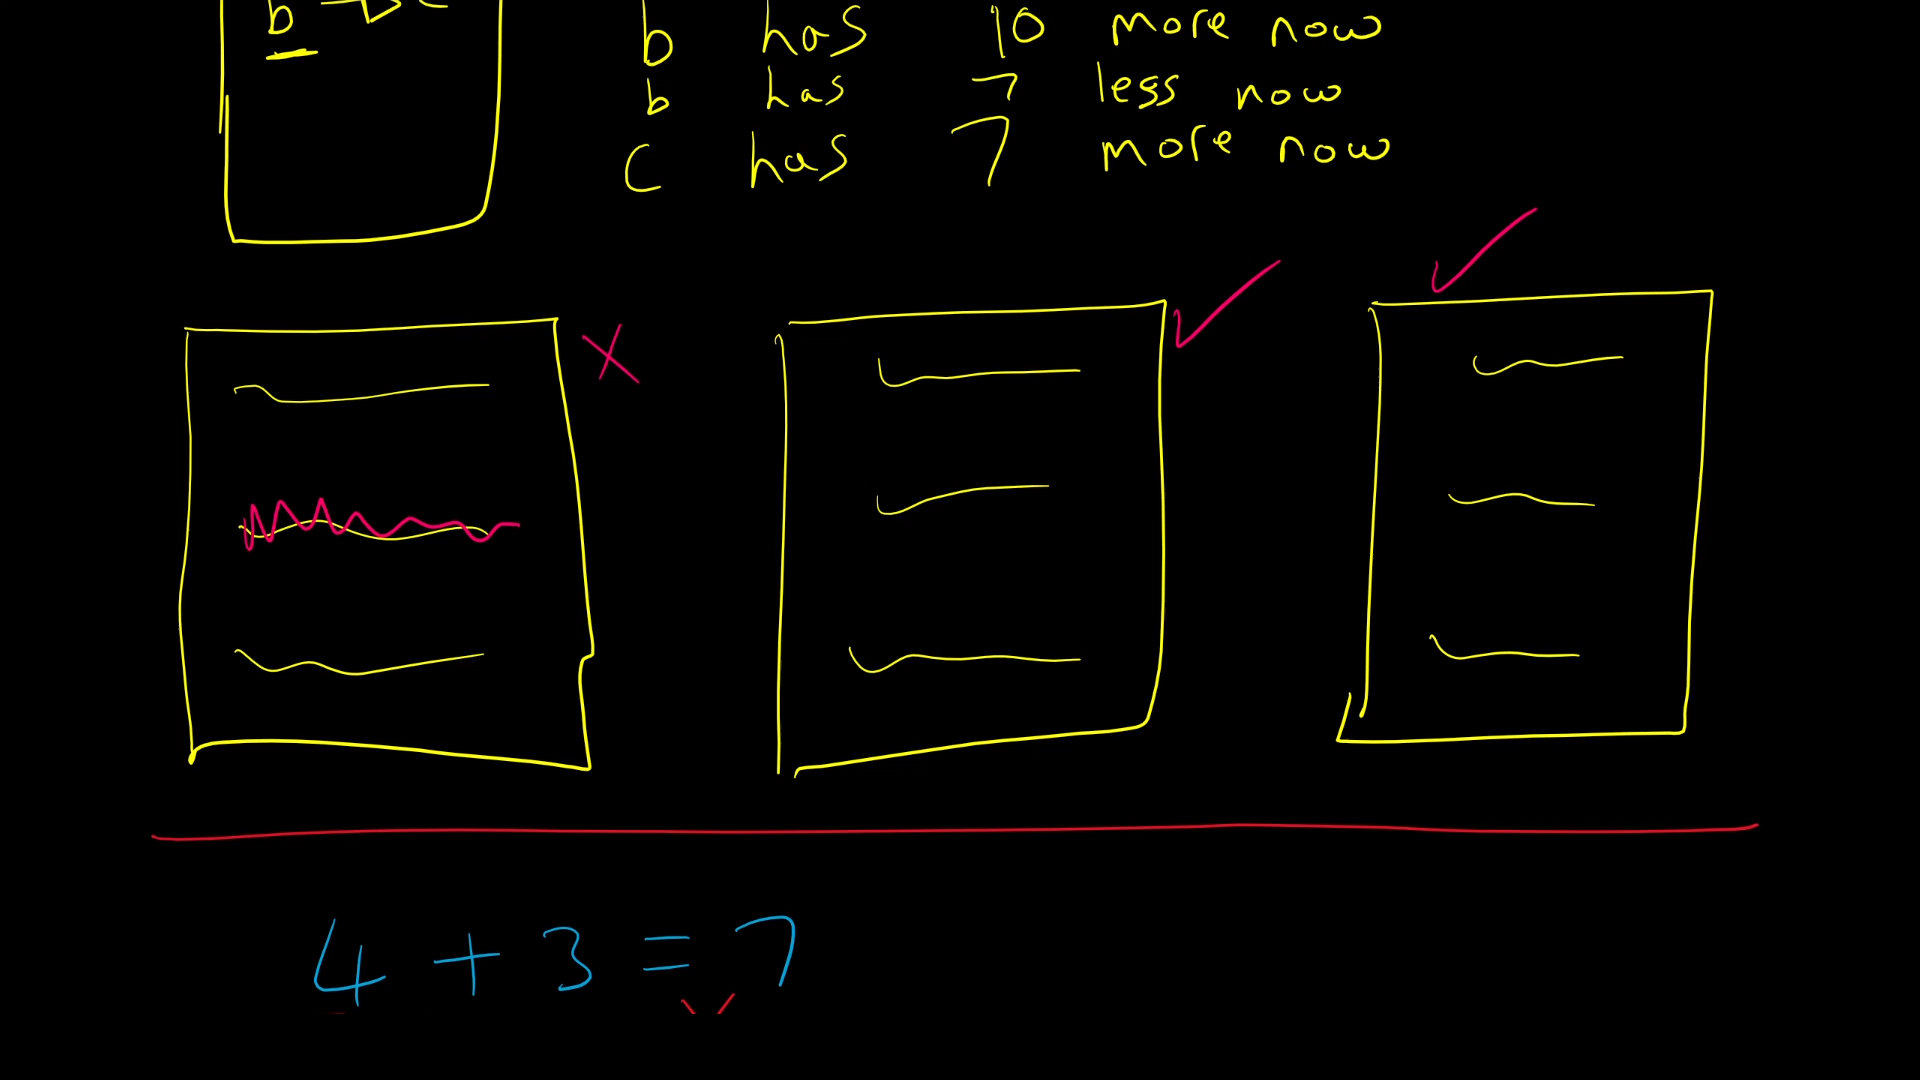 b → c
b has 10 more now
b has 7 less now
c has 7 more now
4 + 3 = 7